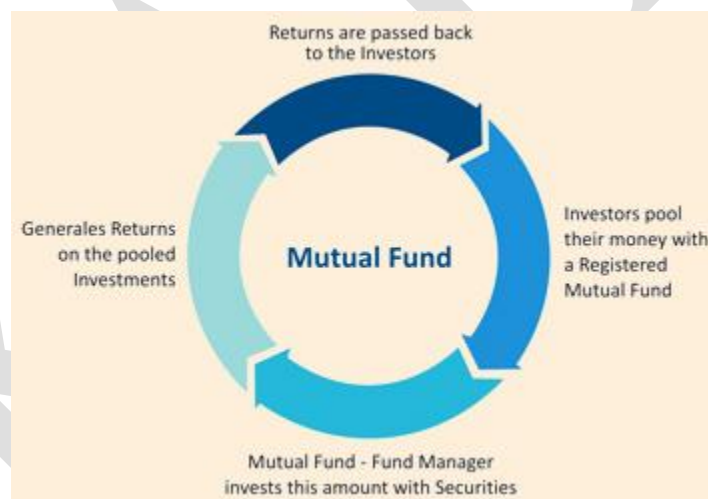 Returns are passed back
to the Investors
Investors pool
their money with
a Registered
Mutual Fund
Mutual Fund - Fund Manager
invests this amount with Securities
Generales Returns
on the pooled
Investments
Mutual Fund